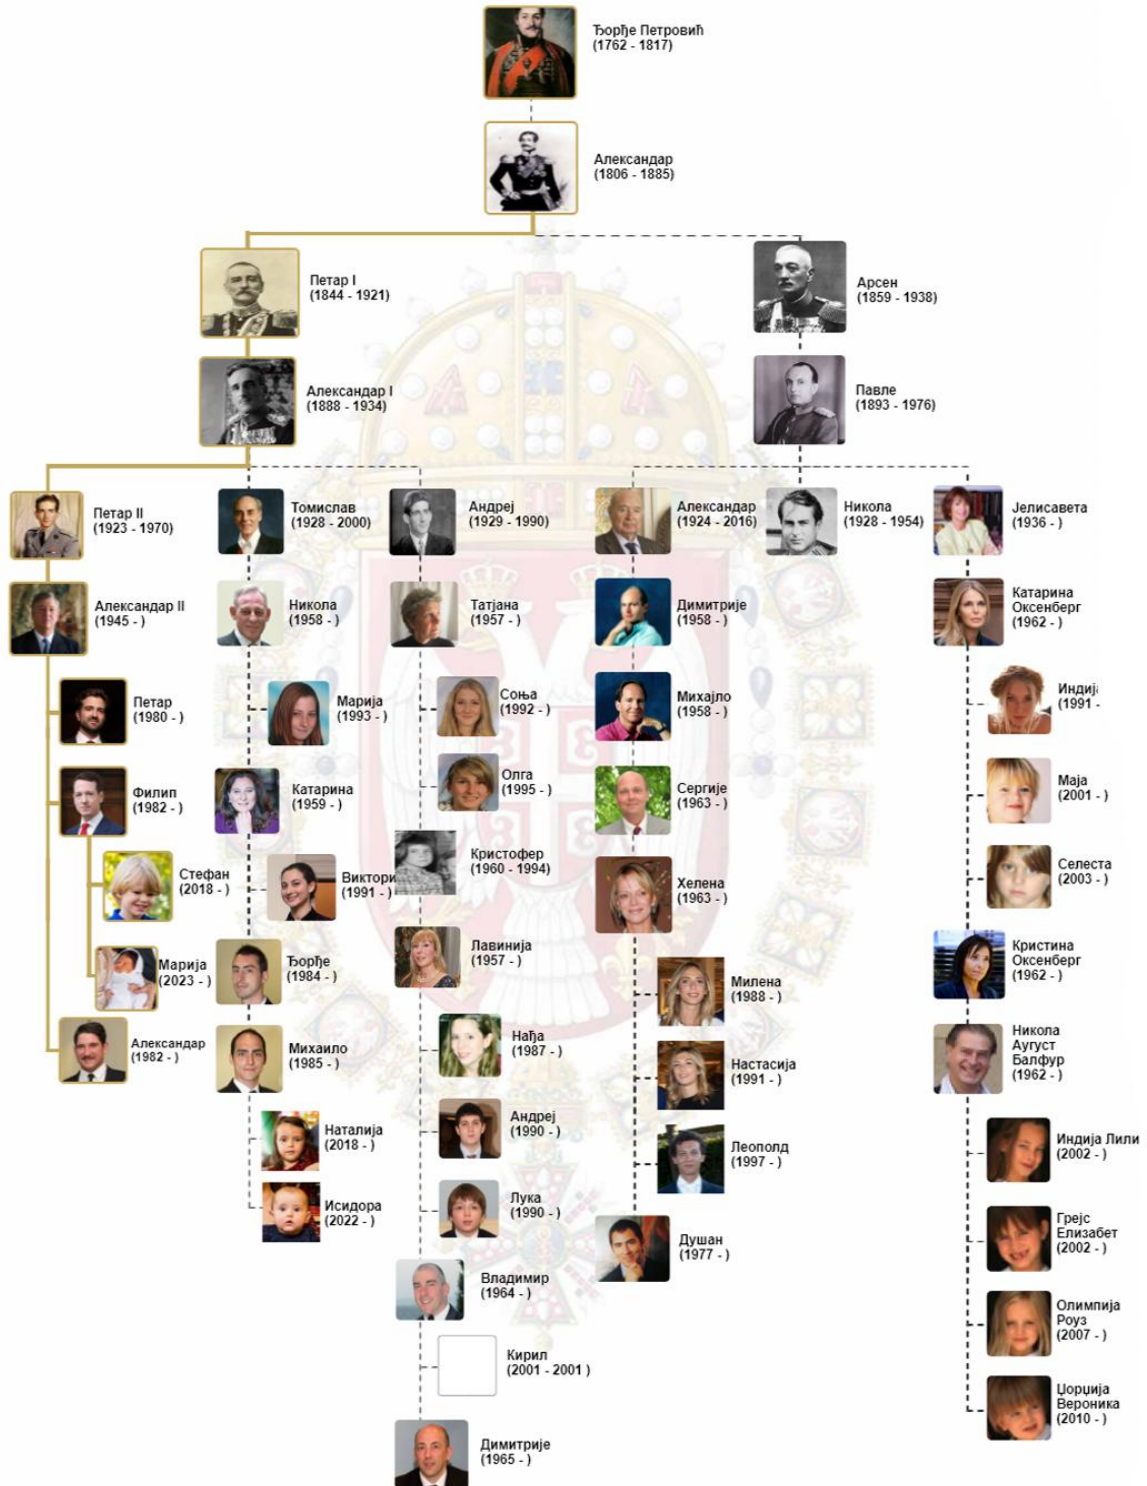 Ђорђе Петровић
(1762 - 1817)
Александар
(1806 - 1885)
Петар I
(1844 - 1921)
Арсен
(1859 - 1938)
Александар I
(1888 - 1934)
Павле
(1893 - 1976)
Петар II
(1923 - 1970)
Томислав
(1928 - 2000)
Андреј
(1929 - 1990)
Александар
(1924 - 2016)
Никола
(1928 - 1954)
Јелисавета
(1936 - )
Александар II
(1945 - )
Никола
(1958 - )
Татјана
(1957 - )
Димитрије
(1958 - )
Катарина
Оксенберг
(1962 - )
Петар
(1980 - )
Марија
(1993 - )
Соња
(1992 - )
Михајло
(1958 - )
Индиј
(1991 -
Филип
(1982 - )
Катарина
(1959 - )
Олга
(1995 - )
Сергије
(1963 - )
Маја
(2001 - )
Стефан
(2018 - )
Виктори
(1991 - )
Кристофер
(1960 - 1994)
Хелена
(1963 - )
Селеста
(2003 - )
Марија
(2023 - )
Ђорђе
(1984 - )
Лавинија
(1957 - )
Милена
(1988 - )
Кристина
Оксенберг
(1962 - )
Александар
(1982 - )
Михаило
(1985 - )
Нађа
(1987 - )
Настасија
(1991 - )
Никола
Аугуст
Балфур
(1962 - )
Наталија
(2018 - )
Андреј
(1990 - )
Леополд
(1997 - )
Индија Лили
(2002 - )
Исидора
(2022 - )
Лука
(1990 - )
Душан
(1977 - )
Грејс
Елизабет
(2002 - )
Владимир
(1964 - )
Олимпија
Роуз
(2007 - )
Кирил
(2001 - 2001 )
Џорџија
Вероника
(2010 - )
Димитрије
(1965 - )